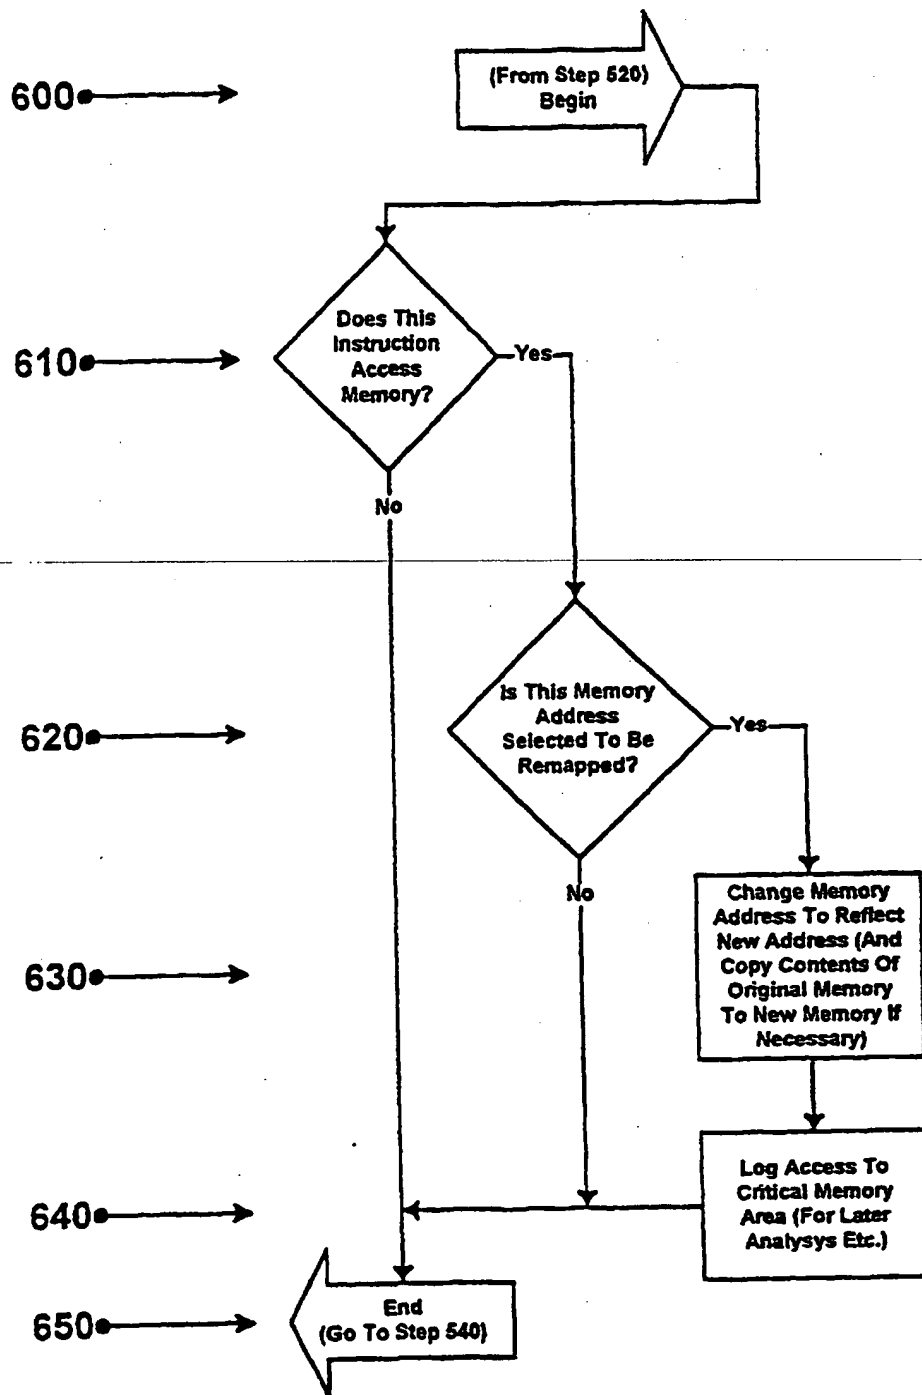 600
(From Step 520)
Begin
610
Does This
Instruction
Access
Memory?
Yes
No
620
Is This Memory
Address
Selected To Be
Remapped?
Yes
No
630
Change Memory
Address To Reflect
New Address (And
Copy Contents Of
Original Memory
To New Memory If
Necessary)
640
Log Access To
Critical Memory
Area (For Later
Analysys Etc.)
650
End
(Go To Step 540)